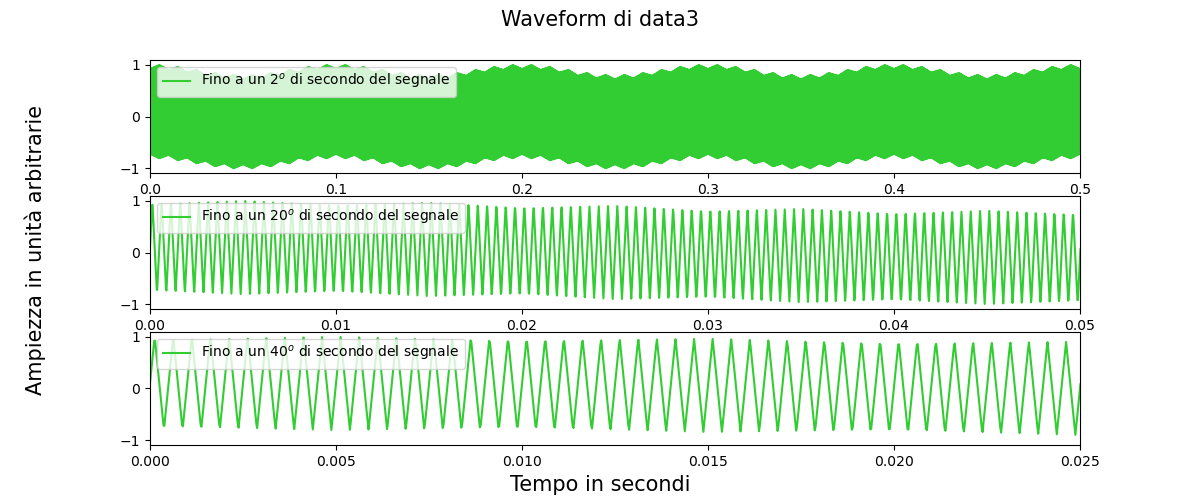 Waveform di data3
Ampiezza in unità arbitrarie
1
0
−1
Fino a un 2º di secondo del segnale
0.0 0.1 0.2 0.3 0.4 0.5
1
0
−1
Fino a un 20º di secondo del segnale
0.00 0.01 0.02 0.03 0.04 0.05
1
0
−1
Fino a un 40º di secondo del segnale
0.000 0.005 0.010 0.015 0.020 0.025
Tempo in secondi